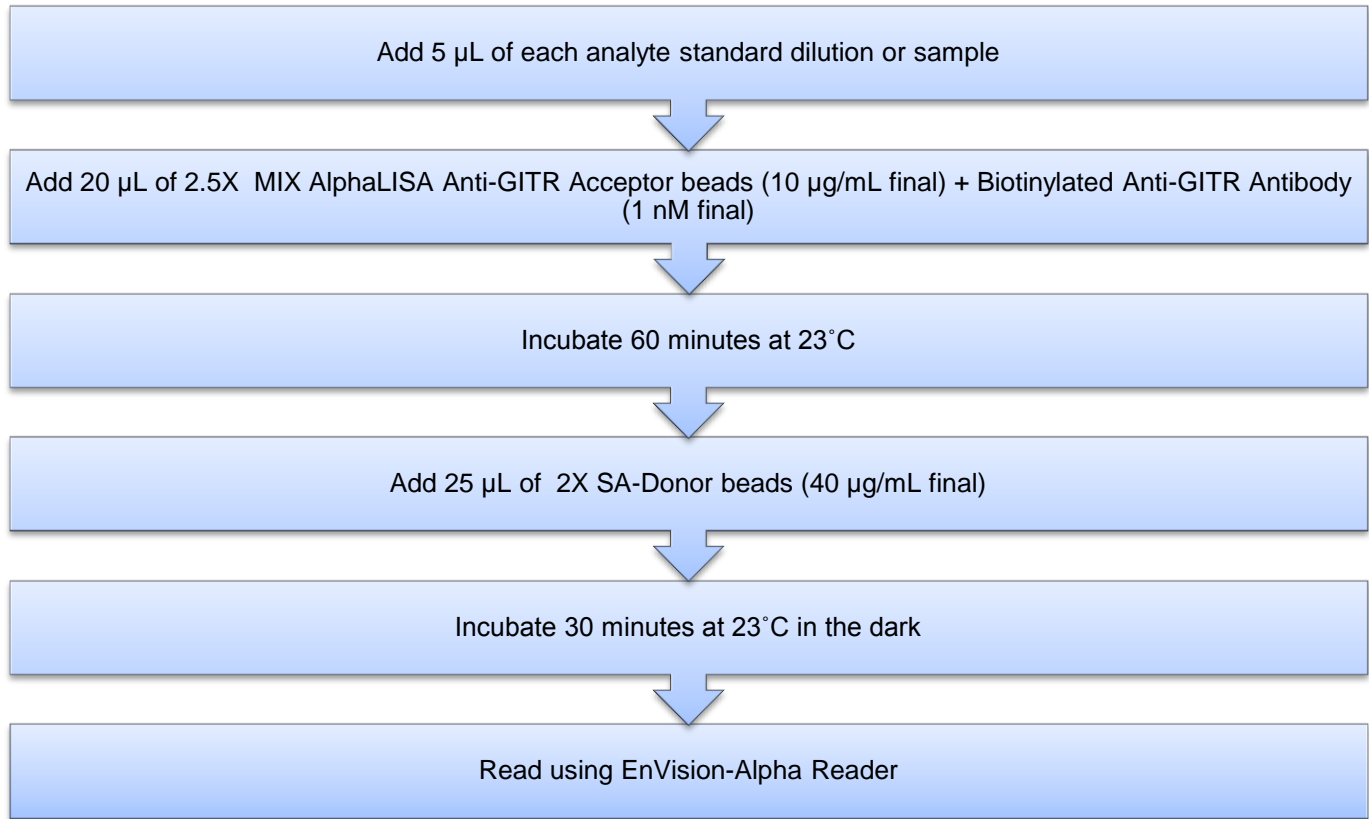 Add 5 µL of each analyte standard dilution or sample
Add 20 µL of 2.5X  MIX AlphaLISA Anti-GITR Acceptor beads (10 µg/mL final) + Biotinylated Anti-GITR Antibody
(1 nM final)
Incubate 60 minutes at 23˚C
Add 25 µL of  2X SA-Donor beads (40 µg/mL final)
Incubate 30 minutes at 23˚C in the dark
Read using EnVision-Alpha Reader